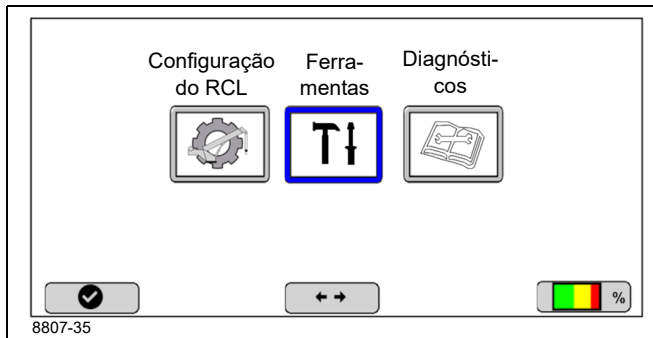 Configuração
do RCL
Ferra-
mentas
Diagnósti-
cos
%
8807-35